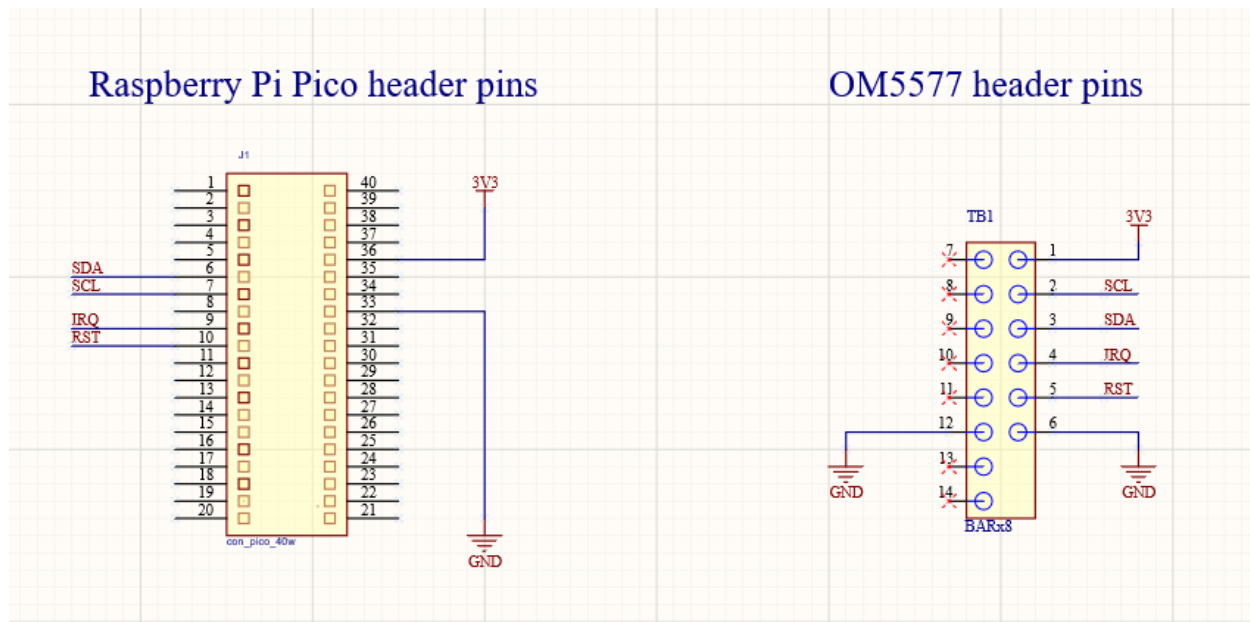 Raspberry Pi Pico header pins
OM5577 header pins
J1
1 40
2 39
3 38
4 37
5 36
6 35
7 34
8 33
9 32
10 31
11 30
12 29
13 28
14 27
15 26
16 25
17 24
18 23
19 22
20 21
SDA
SCL
IRQ
RST
3V3
GND
con_pico_40w
TB1
3V3
7 1
8 2 SCL
9 3 SDA
10 4 IRQ
11 5 RST
12 6
13
14
GND
GND
BARx8